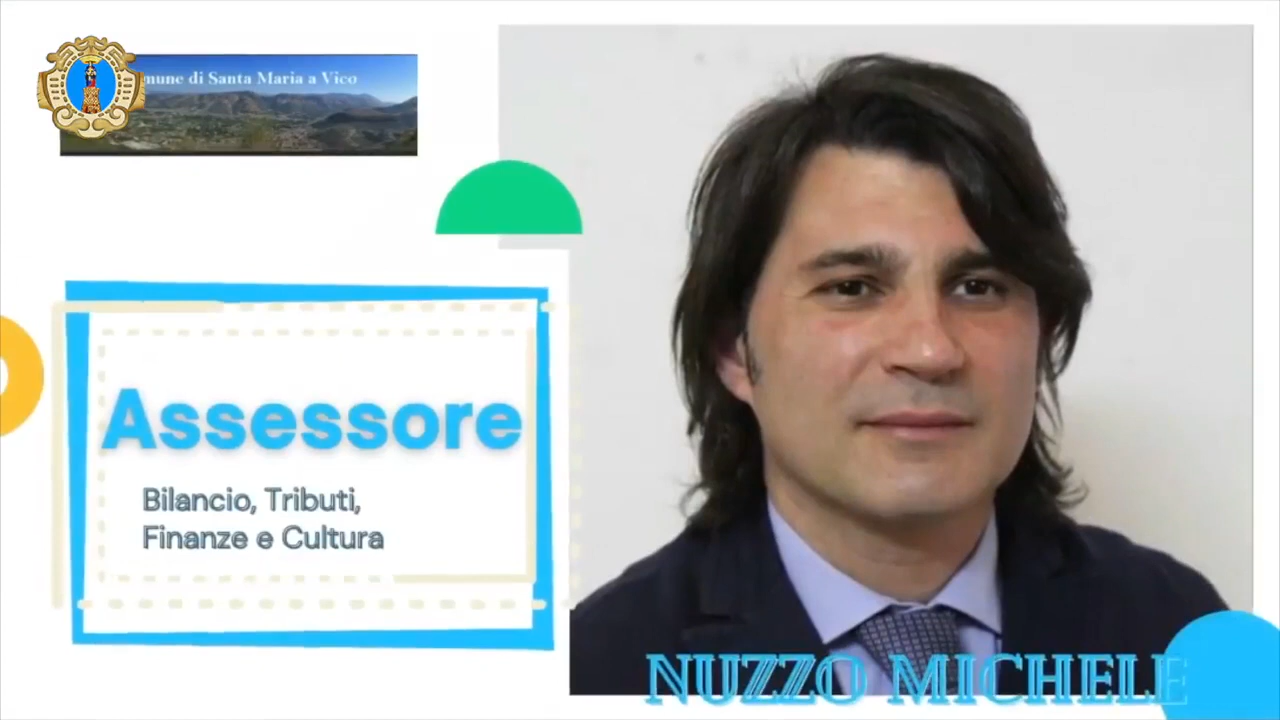 mune di Santa Maria a Vico
Assessore
Bilancio, Tributi,
Finanze e Cultura
NUZZO MICHELE